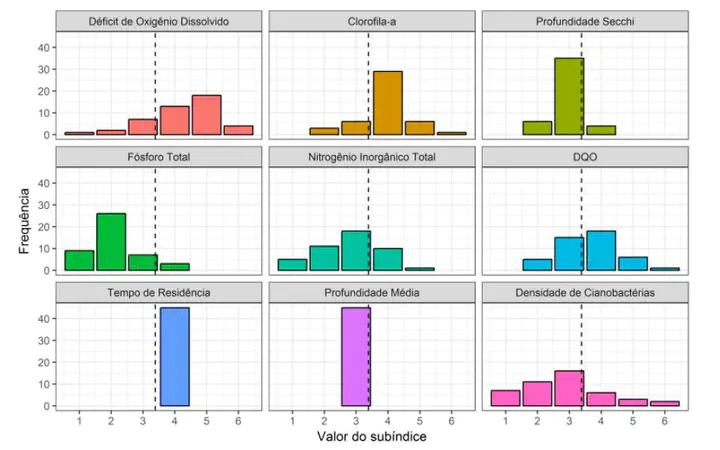 Déficit de Oxigênio Dissolvido
Clorofila-a
Profundidade Secchi
40
30
20
10
0
Fósforo Total
Nitrogênio Inorgânico Total
DQO
Frequência
40
30
20
10
0
Tempo de Residência
Profundidade Média
Densidade de Cianobactérias
40
30
20
10
0
1 2 3 4 5 6
1 2 3 4 5 6
1 2 3 4 5 6
Valor do subíndice